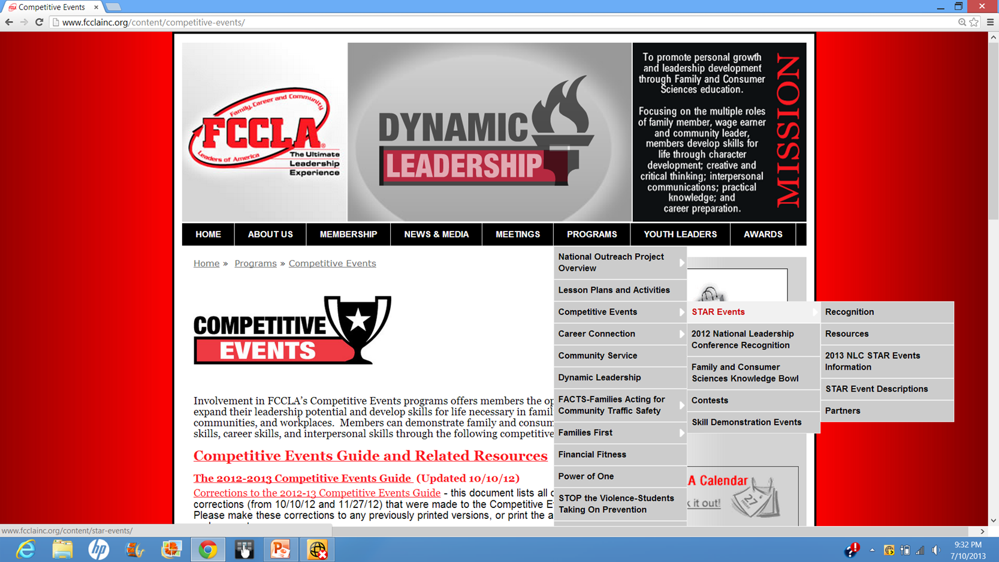 Competitive Events
www.fcclainc.org/content/competitive-events/
Family, Career and Community
FCCLA
Leaders of America
The Ultimate
Leadership
Experience
DYNAMIC
LEADERSHIP
To promote personal growth
and leadership development
through Family and Consumer
Sciences education.
Focusing on the multiple roles
of family member, wage earner
and community leader,
members develop skills for
life through character
development; creative and
critical thinking; interpersonal
communications; practical
knowledge; and
career preparation.
MISSION
HOME ABOUT US MEMBERSHIP NEWS & MEDIA MEETINGS PROGRAMS YOUTH LEADERS AWARDS
Home » Programs » Competitive Events
COMPETITIVE
EVENTS
Involvement in FCCLA’s Competitive Events programs offers members the op
expand their leadership potential and develop skills for life necessary in famil
communities, and workplaces. Members can demonstrate family and consum
skills, career skills, and interpersonal skills through the following competitive
Competitive Events Guide and Related Resources
The 2012-2013 Competitive Events Guide (Updated 10/10/12)
Corrections to the 2012-13 Competitive Events Guide - this document lists all c
corrections (from 10/10/12 and 11/27/12) that were made to the Competitive E
Please make these corrections to any previously printed versions, or print the a
National Outreach Project
Overview
Lesson Plans and Activities
Competitive Events
Career Connection
Community Service
Dynamic Leadership
FACTS-Families Acting for
Community Traffic Safety
Families First
Financial Fitness
Power of One
STOP the Violence-Students
Taking On Prevention
STAR Events
2012 National Leadership
Conference Recognition
Family and Consumer
Sciences Knowledge Bowl
Contests
Skill Demonstration Events
Recognition
Resources
2013 NLC STAR Events
Information
STAR Event Descriptions
Partners
A Calendar
k it out!
27
www.fcclainc.org/content/star-events/
9:32 PM
7/10/2013